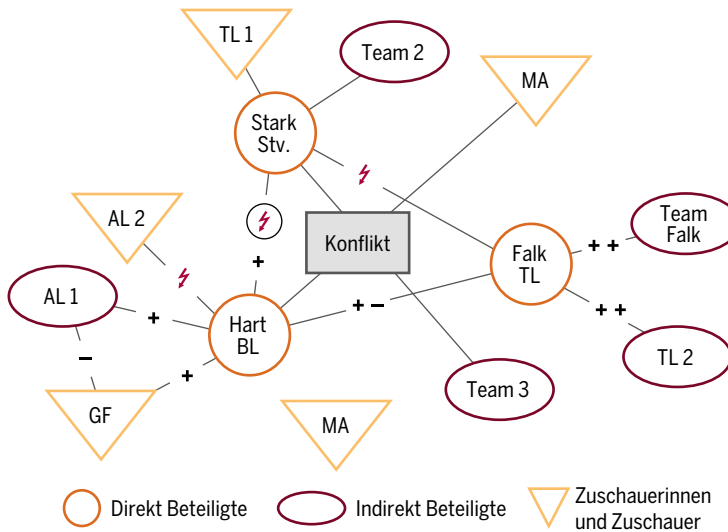 TL 1
Team 2
MA
Stark
Stv.
AL 2
Konflikt
Team
Falk
Falk
TL
+
+ +
AL 1
+
Hart
BL
+ −
+ +
−
TL 2
GF
+
MA
Team 3
Direkt Beteiligte
Indirekt Beteiligte
Zuschauerinnen
und Zuschauer